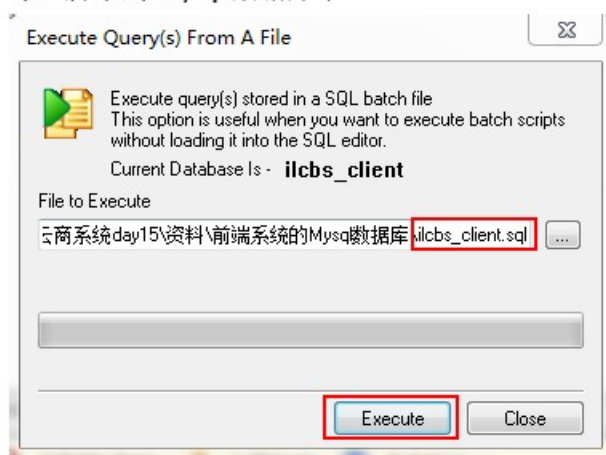 Execute Query(s) From A File
Execute query(s) stored in a SQL batch file
This option is useful when you want to execute batch scripts
without loading it into the SQL editor.
Current Database Is - ilcbs_client
File to Execute
云商系统day15\资料\前端系统的Mysq数据库\ilcbs_client.sql ...
Execute Close